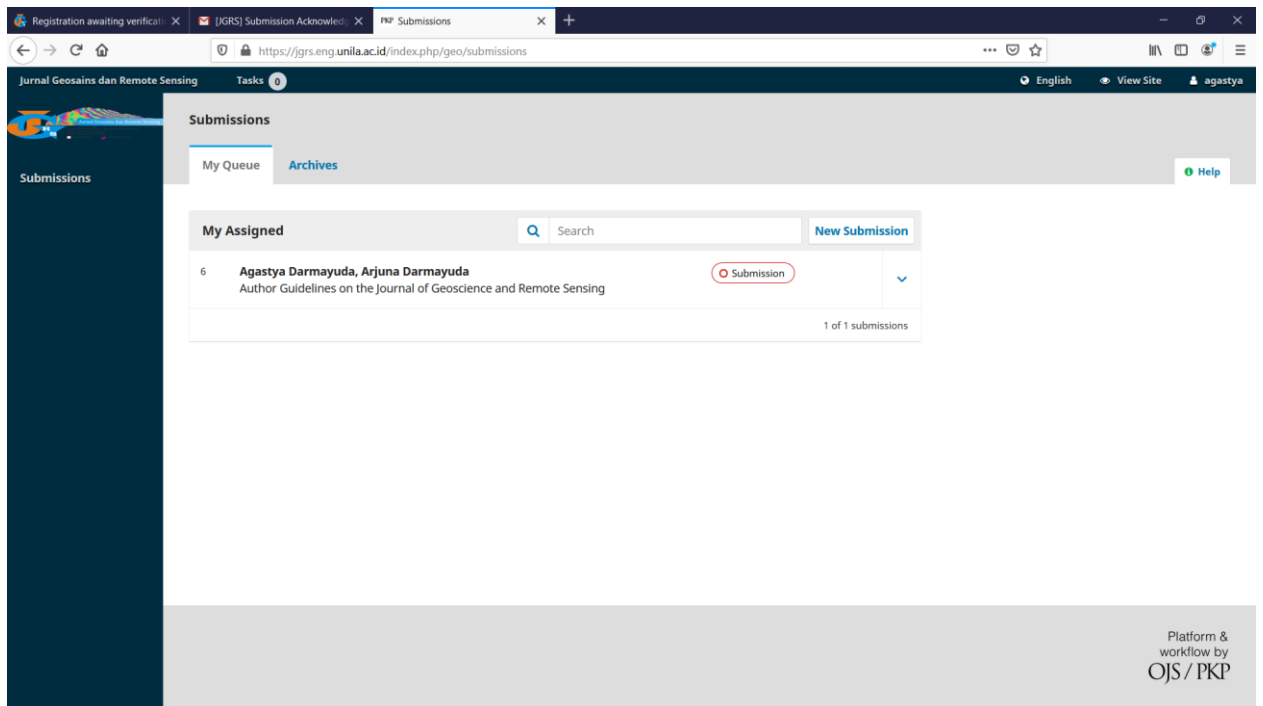 Registration awaiting verificati
[JGRS] Submission Acknowledg
PKP Submissions
https://jgrs.eng.unila.ac.id/index.php/geo/submissions
Jurnal Geosains dan Remote Sensing Tasks 0 English View Site agastya
Submissions
My Queue Archives
Submissions
Help
My Assigned Search New Submission
6 Agastya Darmayuda, Arjuna Darmayuda Submission
Author Guidelines on the Journal of Geoscience and Remote Sensing
1 of 1 submissions
Platform &
workflow by
OJS / PKP